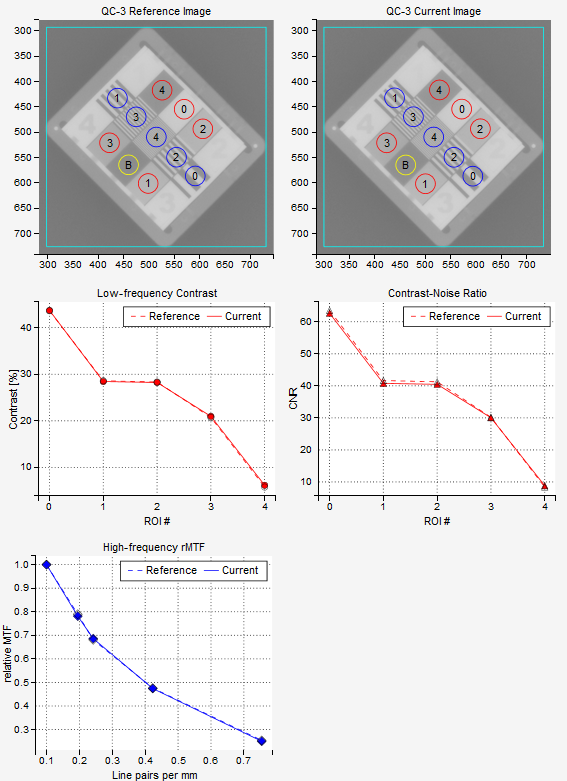 QC-3 Reference Image
QC-3 Current Image
300
350
400
450
500
550
600
650
700
300 350 400 450 500 550 600 650 700
4
1
0
3
2
4
3
2
B
0
1
300
350
400
450
500
550
600
650
700
300 350 400 450 500 550 600 650 700
4
1
0
3
2
4
3
2
B
0
1
Low-frequency Contrast
Reference Current
Contrast [%]
40
30
20
10
0 1 2 3 4
ROI #
Contrast-Noise Ratio
Reference Current
CNR
60
50
40
30
20
10
0 1 2 3 4
ROI #
High-frequency rMTF
Reference Current
relative MTF
1.0
0.9
0.8
0.7
0.6
0.5
0.4
0.3
0.1 0.2 0.3 0.4 0.5 0.6 0.7
Line pairs per mm